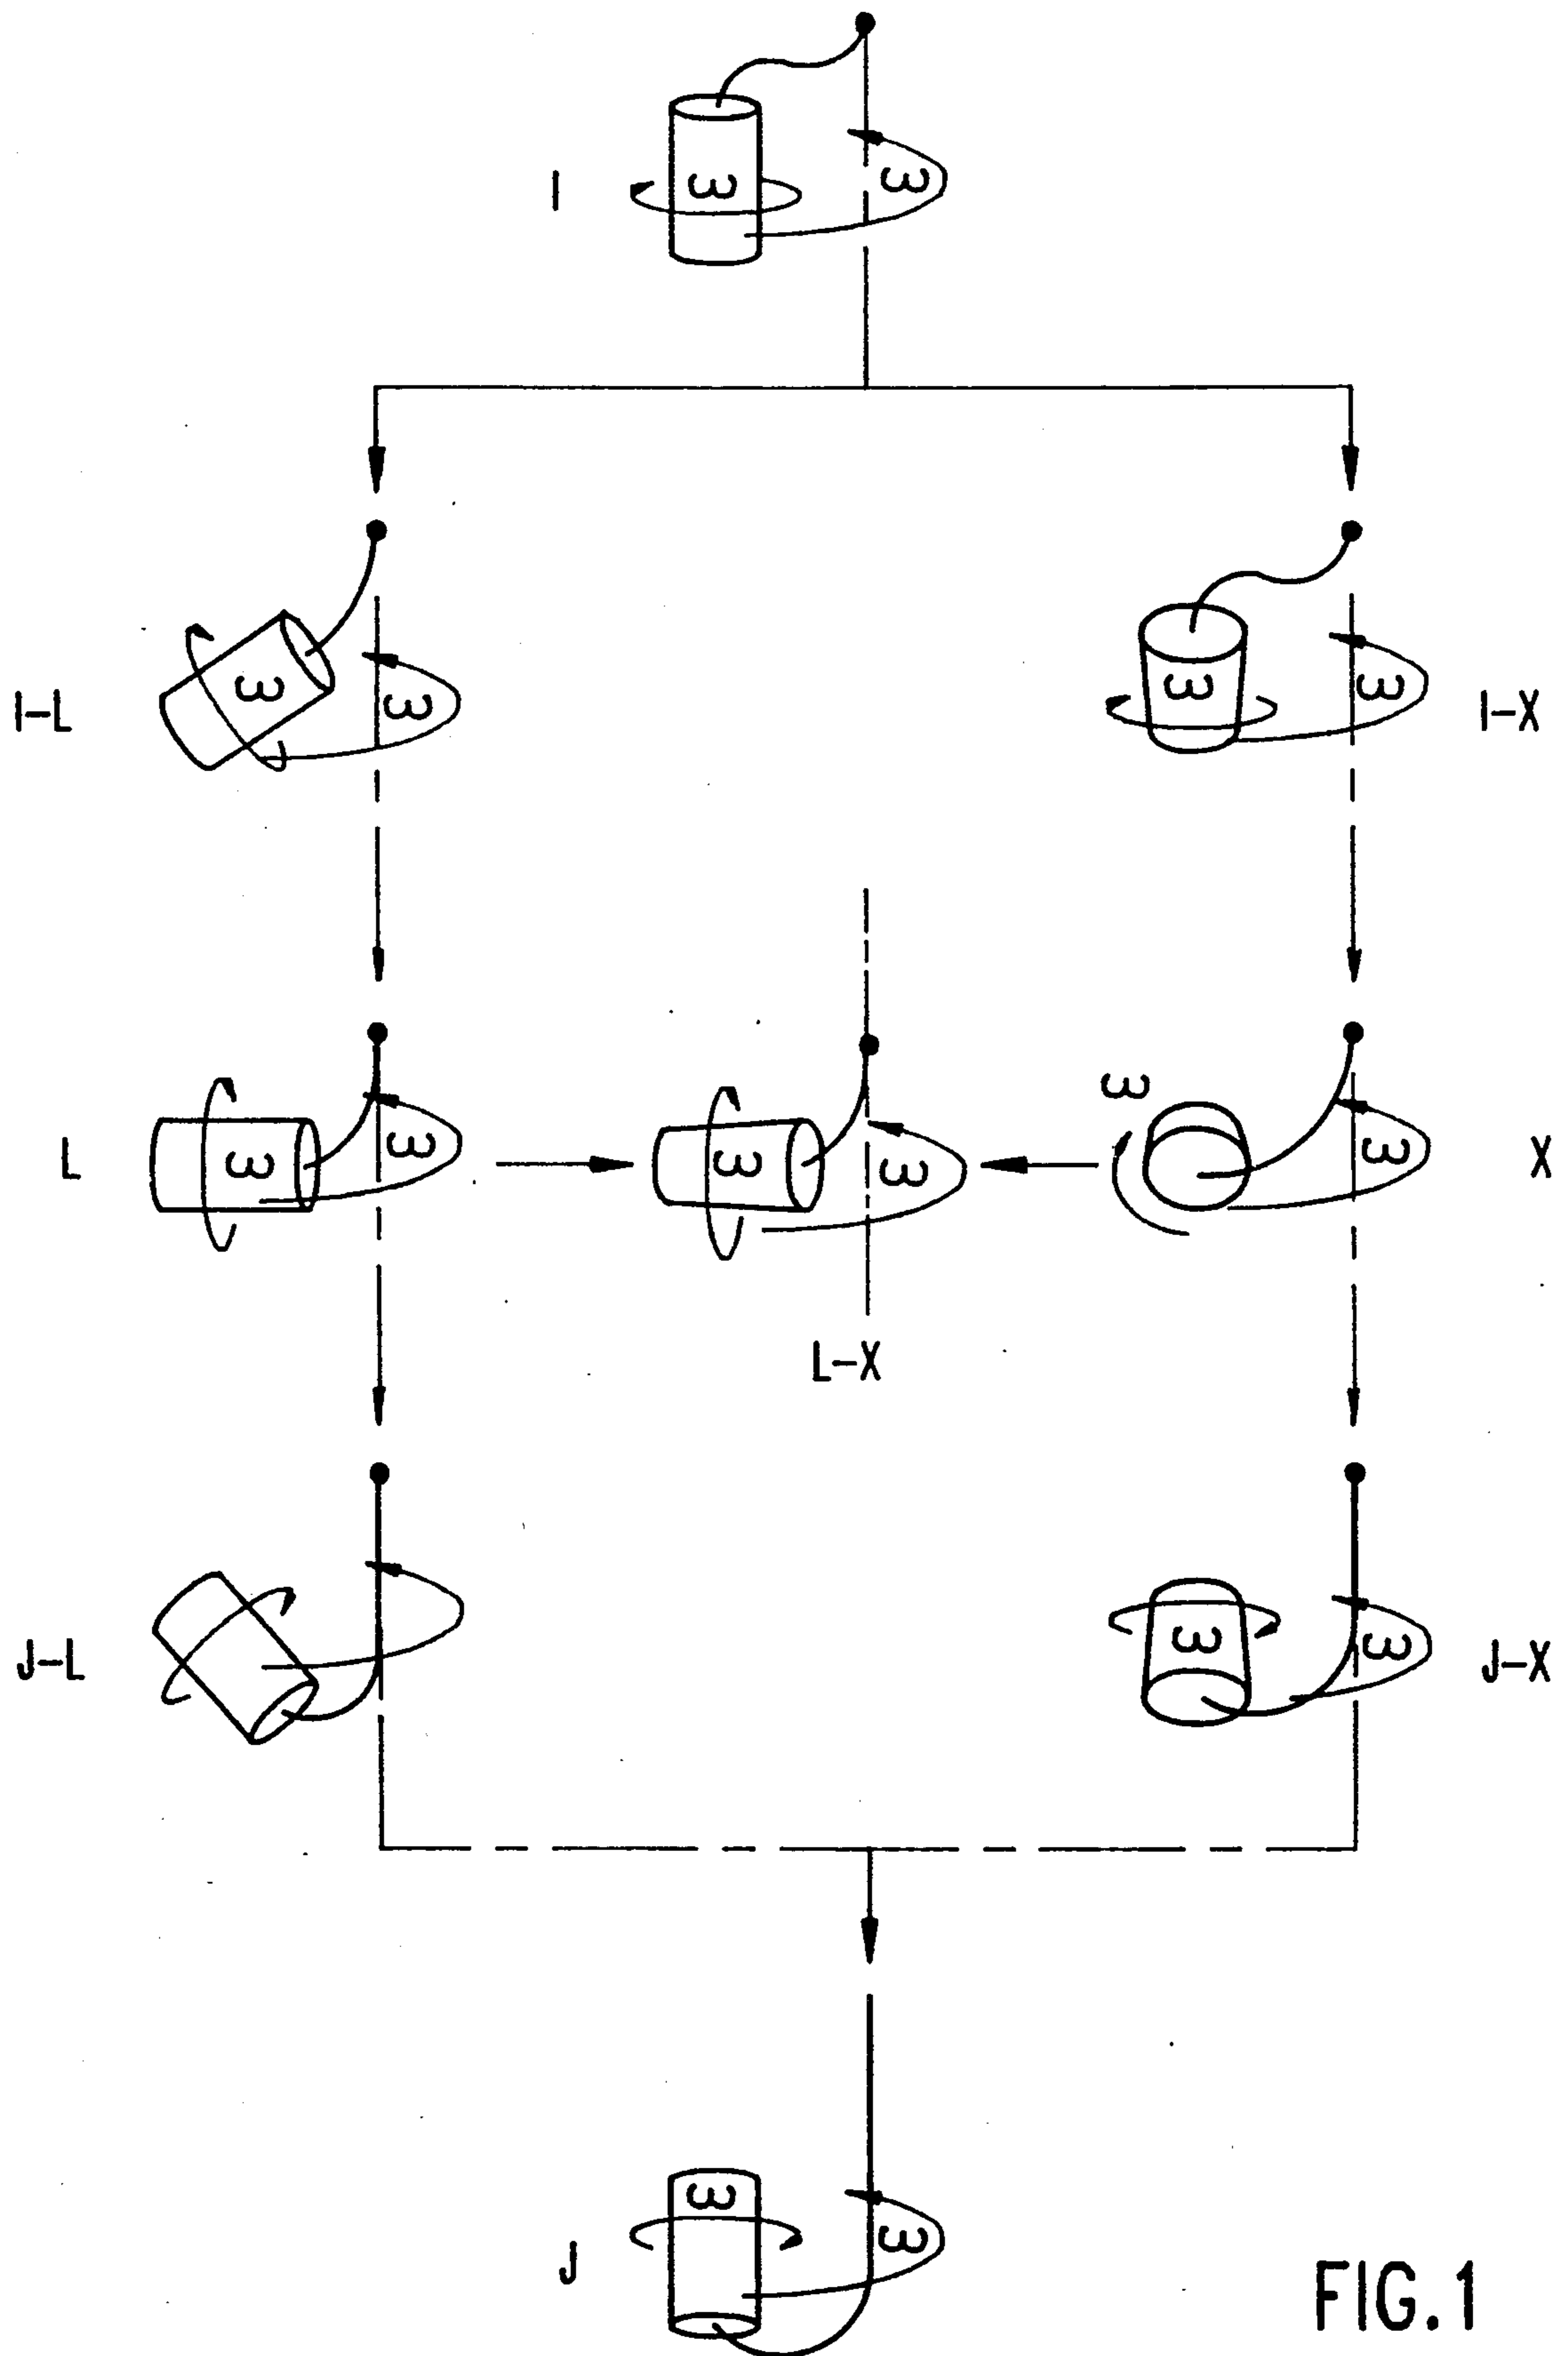 I ω ω
I-L ω ω
ω ω I-X
L ω ω
ω ω
L-X
ω ω X
J-L
ω ω J-X
J ω ω
FIG.1